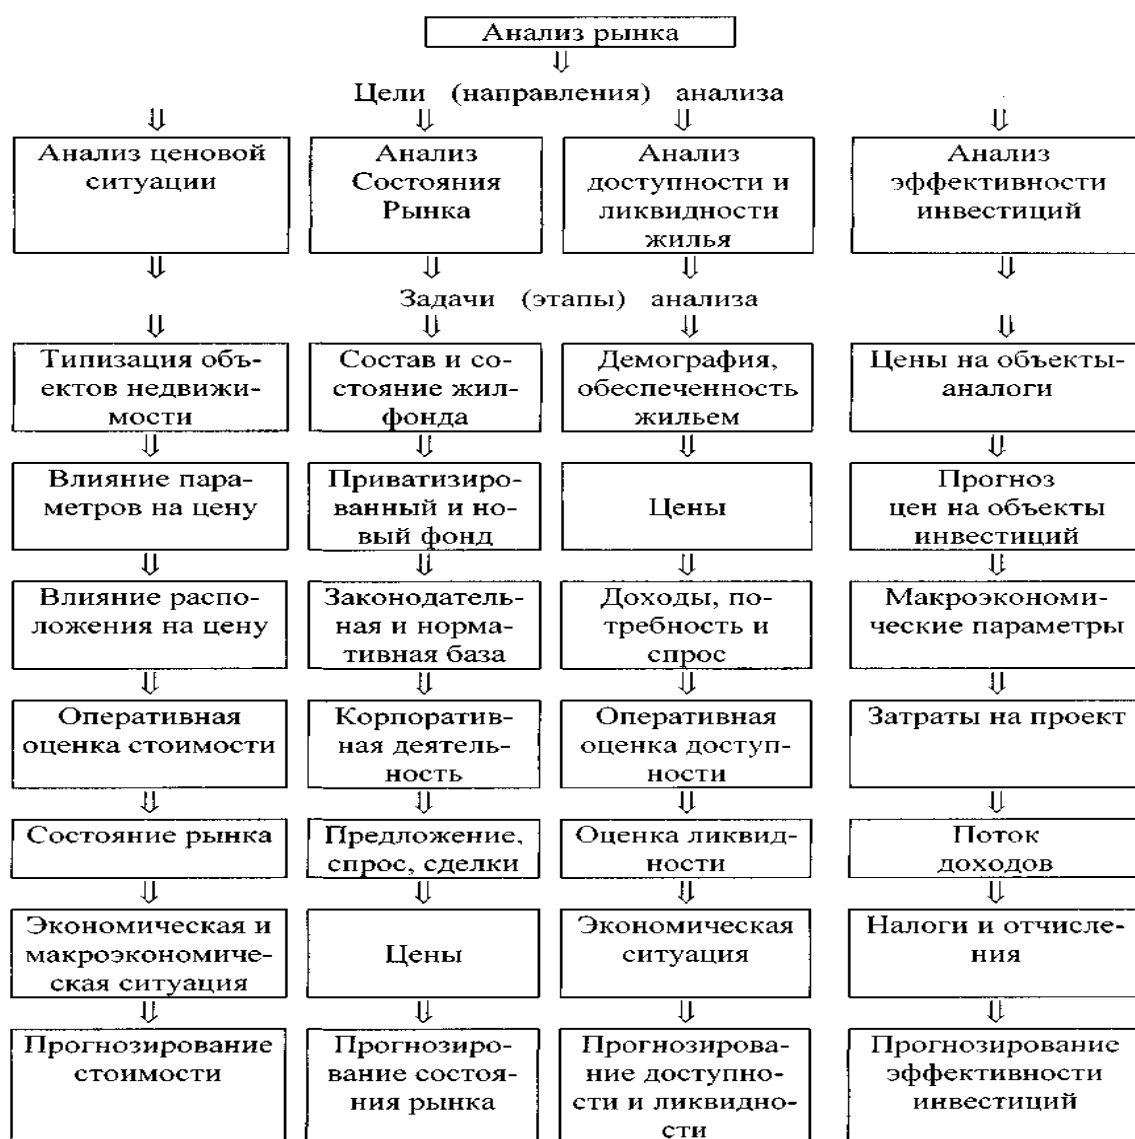 Анализ рынка
Цели (направления) анализа
Анализ ценовой
ситуации
Анализ
Состояния
Рынка
Анализ
доступности и
ликвидности
жилья
Анализ
эффективности
инвестиций
Задачи (этапы) анализа
Типизация объ-
ектов недвижи-
мости
Состав и со-
стояние жил-
фонда
Демография,
обеспеченность
жильем
Цены на объекты-
аналоги
Влияние пара-
метров на цену
Приватизиро-
ванный и но-
вый фонд
Цены
Прогноз
цен на объекты
инвестиций
Влияние распо-
ложения на цену
Законодатель-
ная и норма-
тивная база
Доходы, по-
требность и
спрос
Макроэкономи-
ческие параметры
Оперативная
оценка стоимости
Корпоратив-
ная деятель-
ность
Оперативная
оценка доступ-
ности
Затраты на проект
Состояние рынка
Предложение,
спрос, сделки
Оценка ликвид-
ности
Поток
доходов
Экономическая и
макроэкономиче-
ская ситуация
Цены
Экономическая
ситуация
Налоги и отчисле-
ния
Прогнозирование
стоимости
Прогнозиро-
вание состоя-
ния рынка
Прогнозирова-
ние доступно-
сти и ликвидно-
сти
Прогнозирование
эффективности
инвестиций